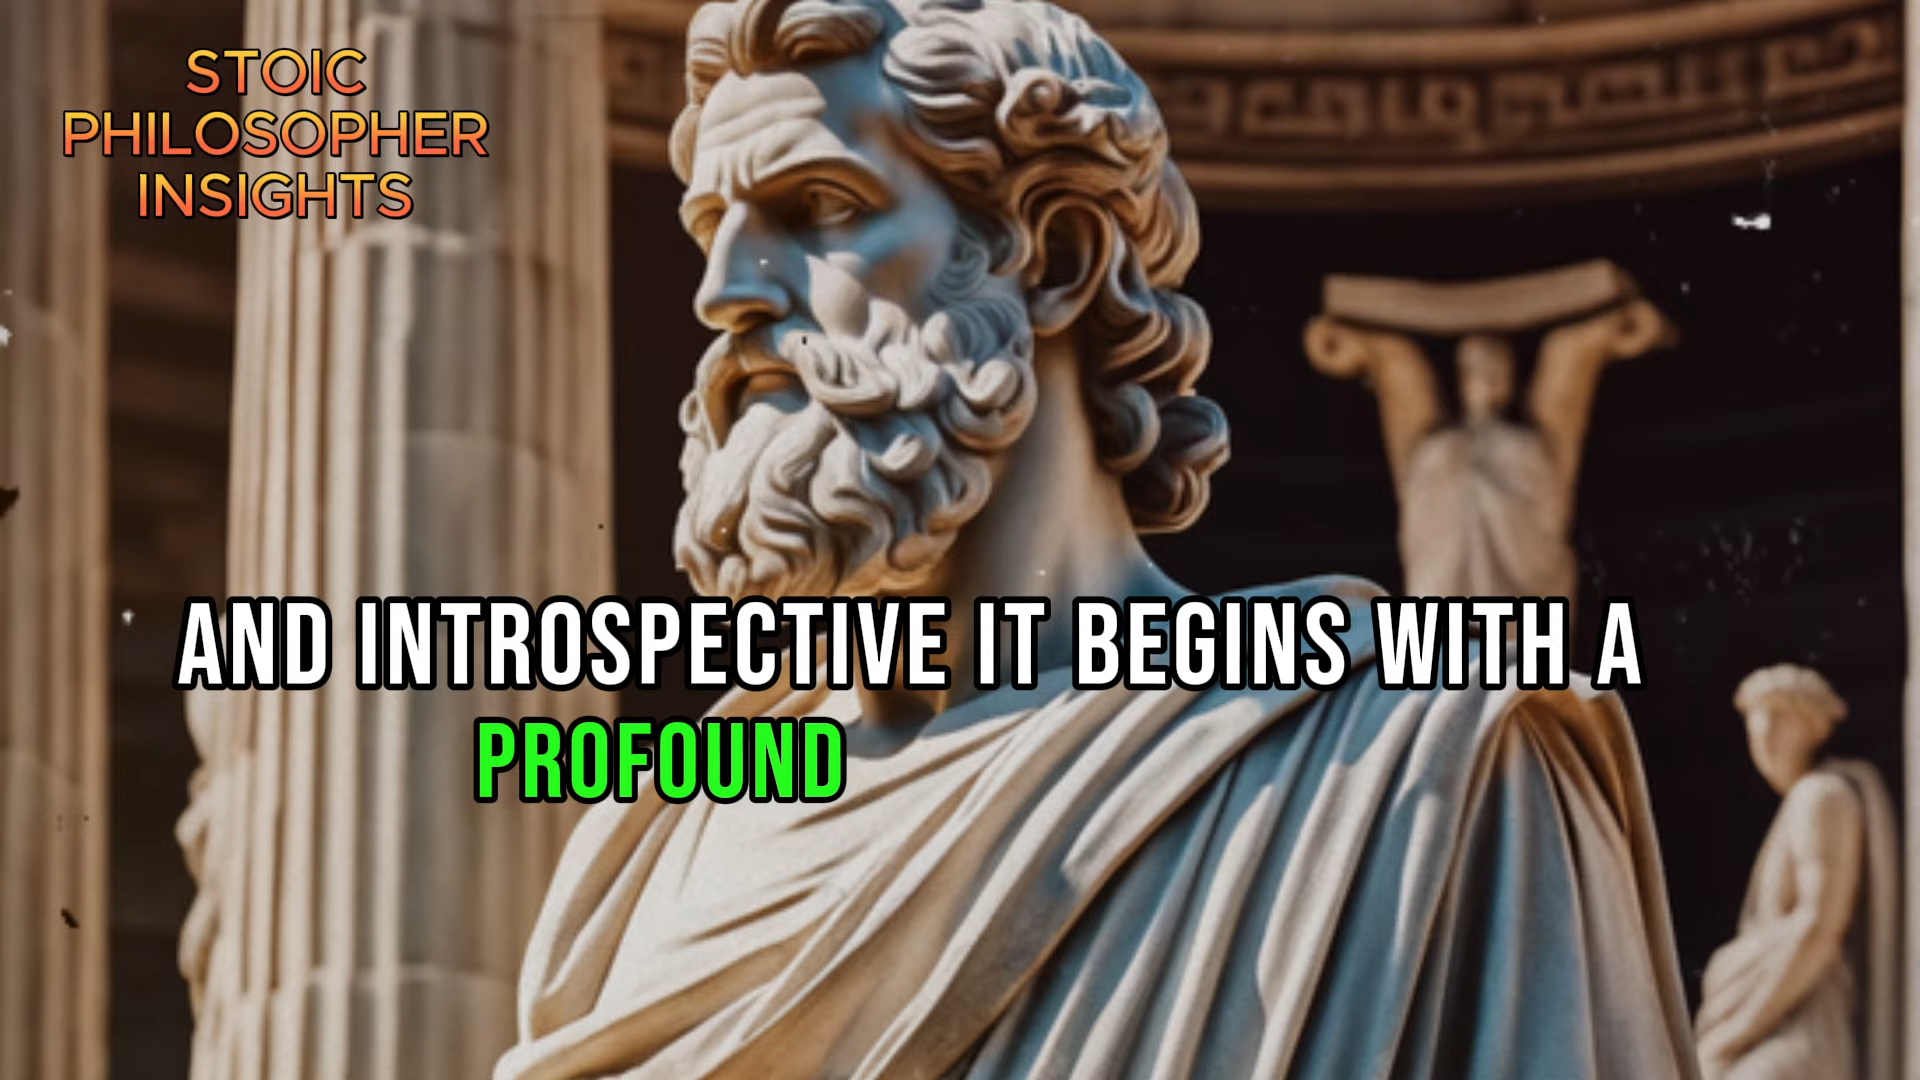 STOIC
PHILOSOPHER
INSIGHTS
AND INTROSPECTIVE IT BEGINS WITH A
PROFOUND